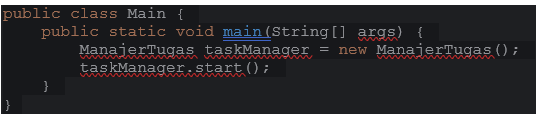 public class Main {
    public static void main(String[] args) {
        ManajerTugas taskManager = new ManajerTugas();
        taskManager.start();
    }
}